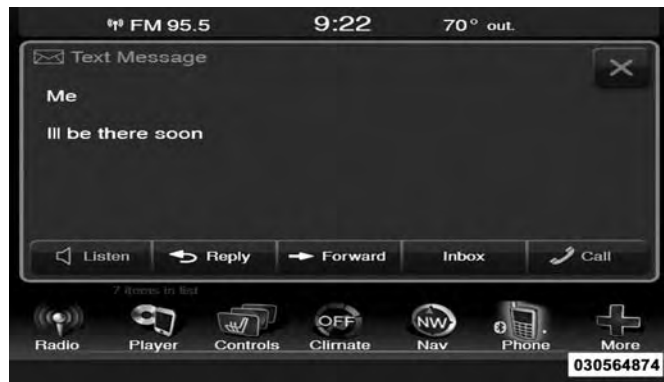 FM 95.5 9:22 70° out.
Text Message
Me
Ill be there soon
Listen Reply Forward Inbox Call
7 items in list
OFF NW
Radio Player Controls Climate Nav Phone More
030564874